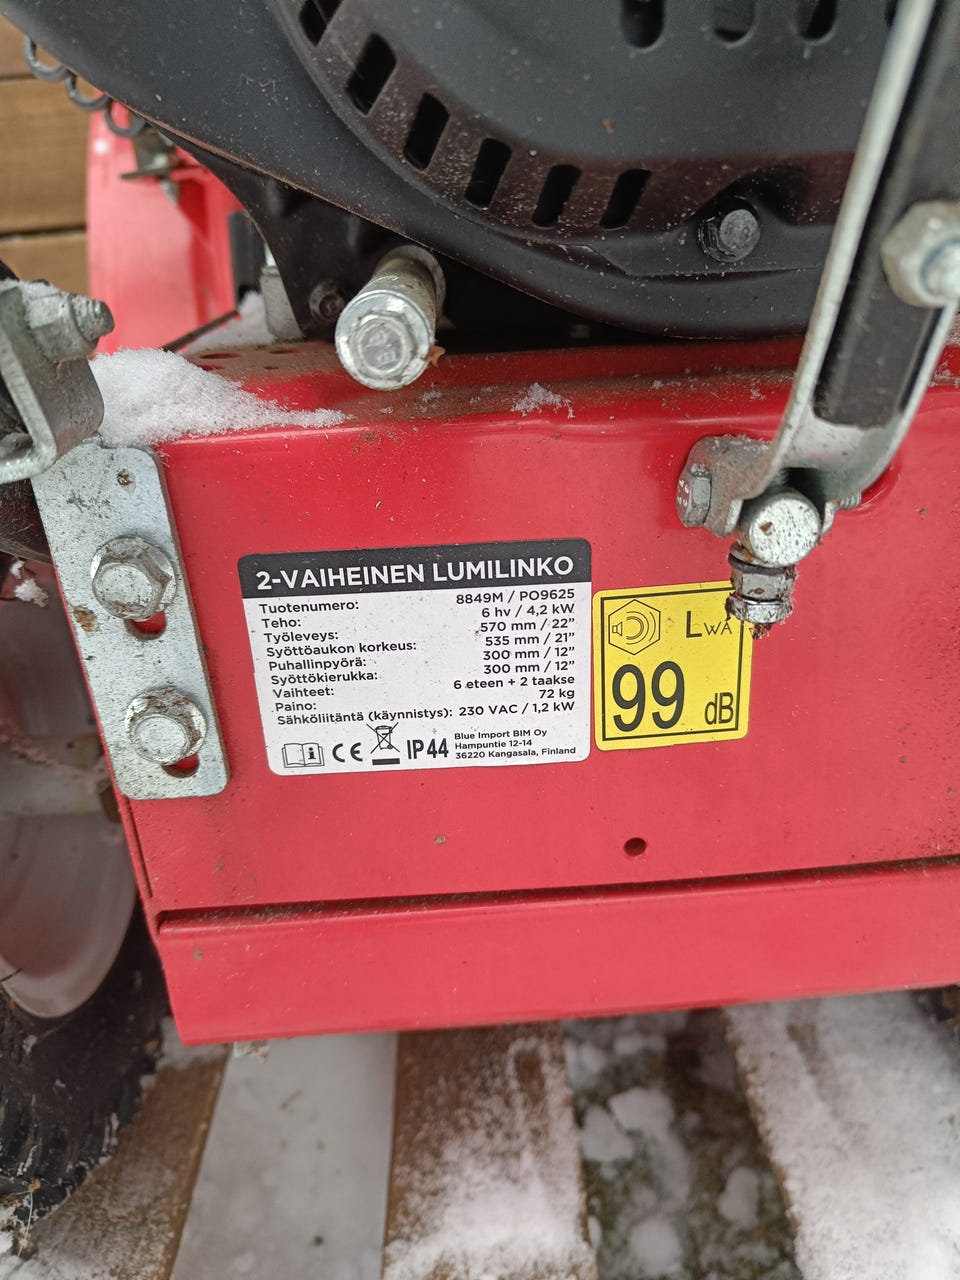 2-VAIHEINEN LUMILINKO
Tuotenumero: 8849M / PO9625
Teho: 6 hv / 4,2 kW
Työleveys: 570 mm / 22"
Syöttöaukon korkeus: 535 mm / 21"
Puhallinpyörä: 300 mm / 12"
Syöttökierukka: 300 mm / 12"
Vaihteet: 6 eteen + 2 taakse
Paino: 72 kg
Sähköliitäntä (käynnistys): 230 VAC / 1,2 kW
CE IP44
Blue Import BIM Oy
Hampuntie 12-14
36220 Kangasala, Finland
LWA
99 dB